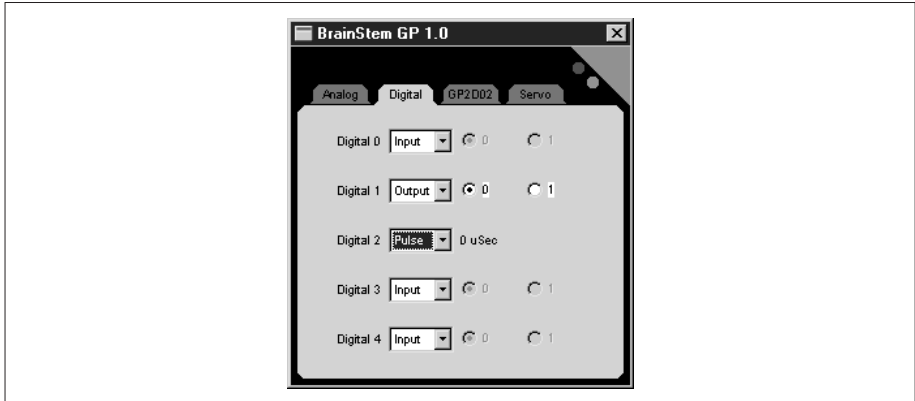 BrainStem GP 1.0
Analog Digital GP2D02 Servo
Digital 0 Input 0 1
Digital 1 Output 0 1
Digital 2 Pulse 0 uSec
Digital 3 Input 0 1
Digital 4 Input 0 1